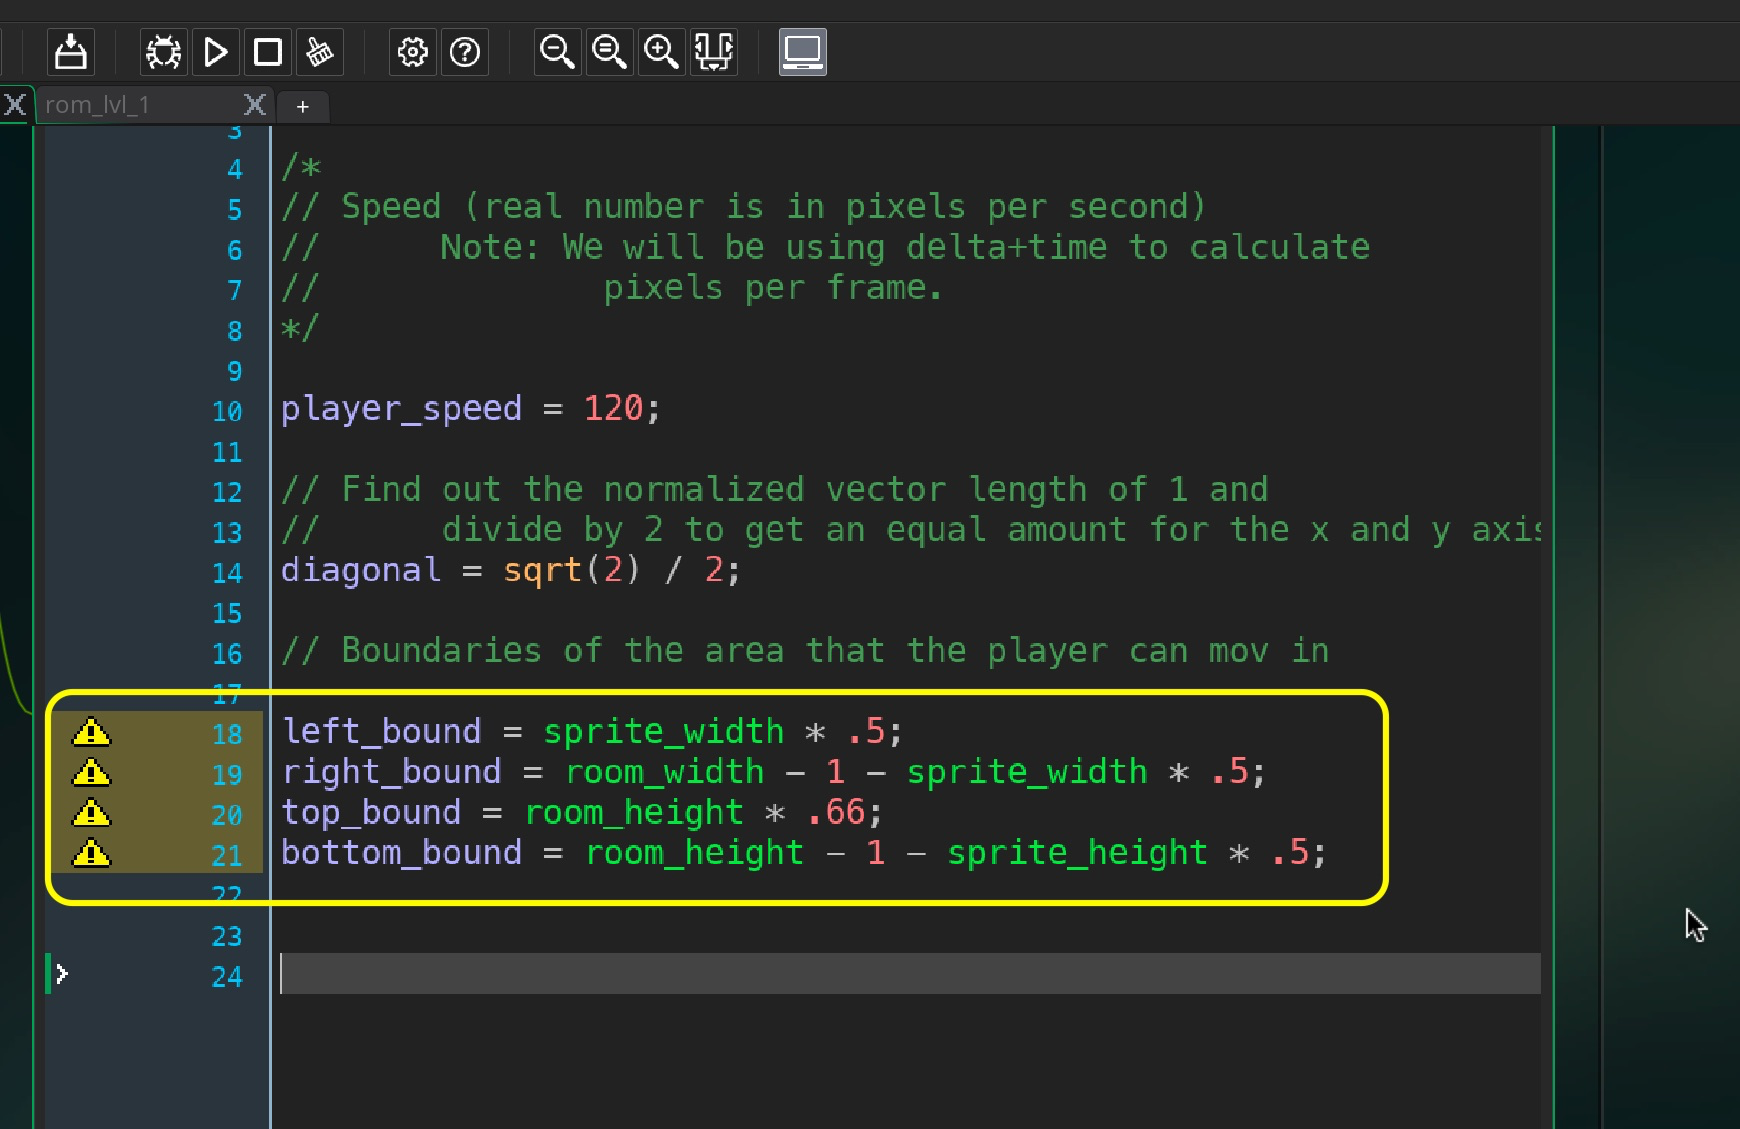 rom_lvl_1
+
3
4 /*
5 // Speed (real number is in pixels per second)
6 //      Note: We will be using delta+time to calculate
7 //              pixels per frame.
8 */
9
10 player_speed = 120;
11
12 // Find out the normalized vector length of 1 and
13 //      divide by 2 to get an equal amount for the x and y axis
14 diagonal = sqrt(2) / 2;
15
16 // Boundaries of the area that the player can mov in
17
18 left_bound = sprite_width * .5;
19 right_bound = room_width - 1 - sprite_width * .5;
20 top_bound = room_height * .66;
21 bottom_bound = room_height - 1 - sprite_height * .5;
22
23
24